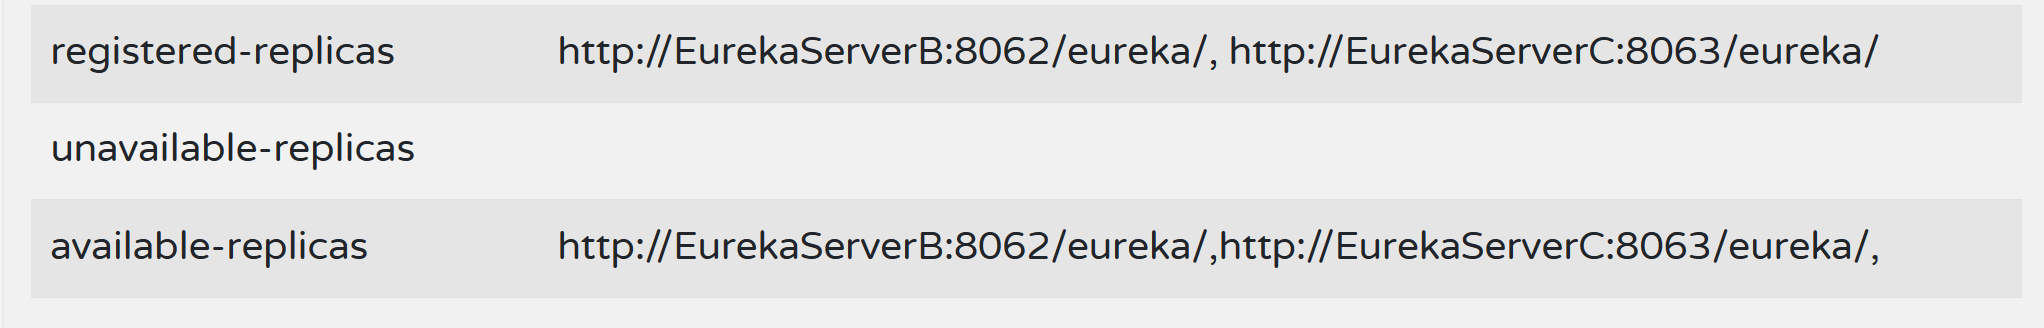 registered-replicas http://EurekaServerB:8062/eureka/, http://EurekaServerC:8063/eureka/
unavailable-replicas
available-replicas http://EurekaServerB:8062/eureka/,http://EurekaServerC:8063/eureka/,